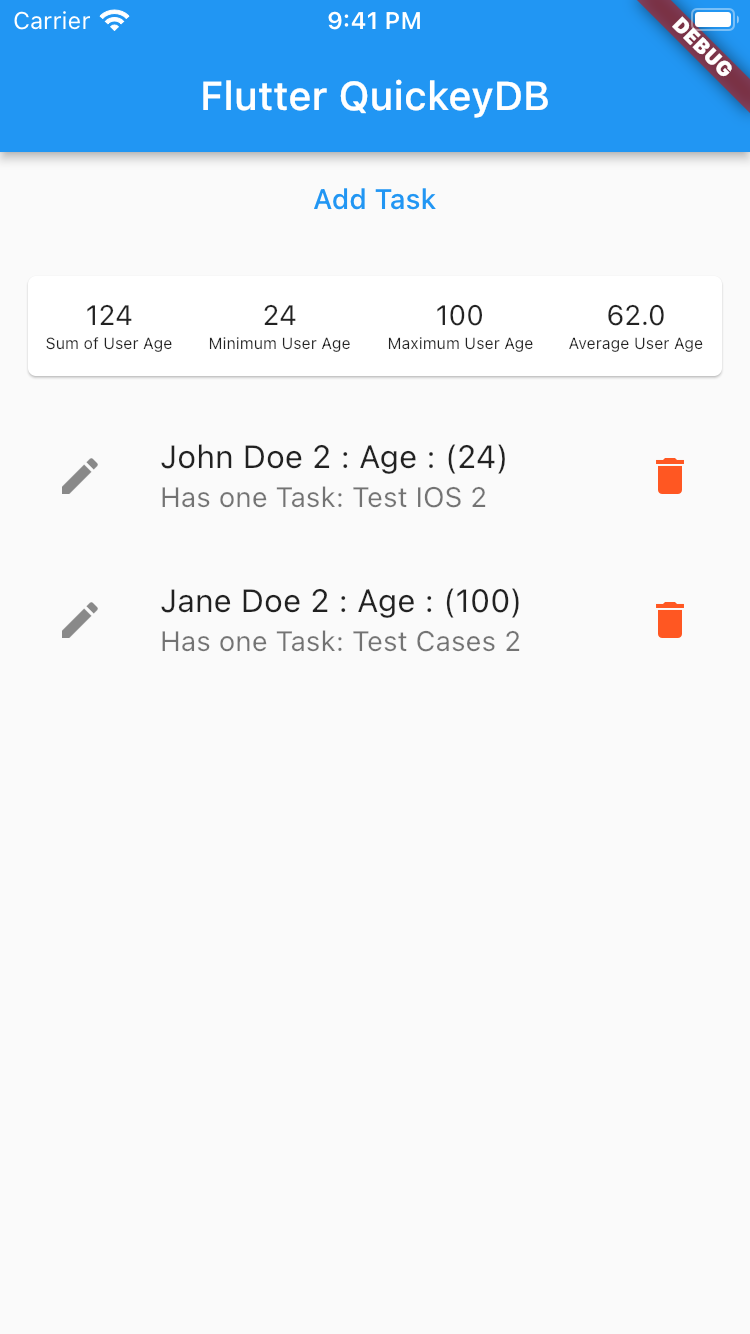 Carrier 9:41 PM
DEBUG
Flutter QuickeyDB
Add Task
124 24 100 62.0
Sum of User Age Minimum User Age Maximum User Age Average User Age
John Doe 2 : Age : (24)
Has one Task: Test IOS 2
Jane Doe 2 : Age : (100)
Has one Task: Test Cases 2